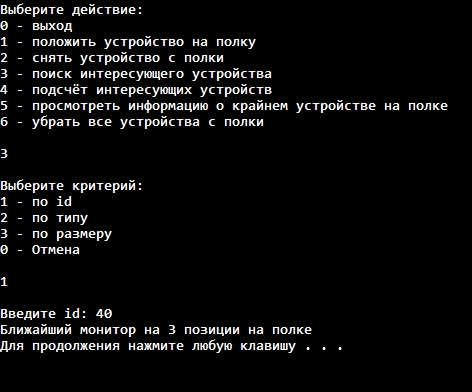 Выберите действие:
0 - выход
1 - положить устройство на полку
2 - снять устройство с полки
3 - поиск интересующего устройства
4 - подсчёт интересующих устройств
5 - просмотреть информацию о крайнем устройстве на полке
6 - убрать все устройства с полки
3
Выберите критерий:
1 - по id
2 - по типу
3 - по размеру
0 - Отмена
1
Введите id: 40
Ближайший монитор на 3 позиции на полке
Для продолжения нажмите любую клавишу . . .